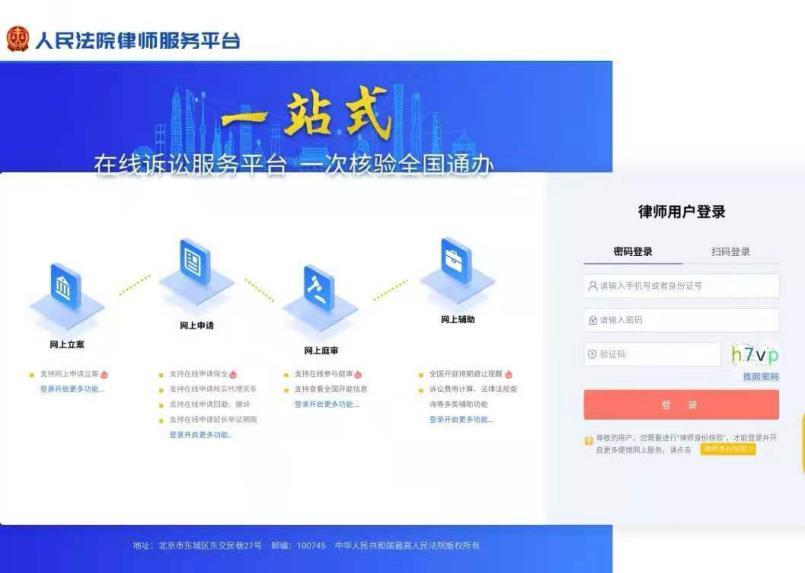 人民法院律师服务平台
一站式
在线诉讼服务平台 一次核验全国通办
网上立案
支持网上申请立案
登录开启更多功能...
网上申请
支持在线申请保全
支持在线申请核实代理关系
支持在线申请回避、撤诉
支持在线申请延长举证期限
登录开启更多功能...
网上庭审
支持在线参与庭审
支持查看全国开庭信息
登录开启更多功能...
网上辅助
全国开庭排期避让提醒
诉讼费用计算、法律法规查
询等多类辅助功能
登录开启更多功能...
律师用户登录
密码登录 扫码登录
请输入手机号或者身份证号
请输入密码
验证码 h7vp
找回密码
登 录
尊敬的用户，您需要进行“律师身份核验”，才能登录并开
启更多便捷网上服务，请点击
地址：北京市东城区东交民巷27号 邮编：100745 中华人民共和国最高人民法院版权所有